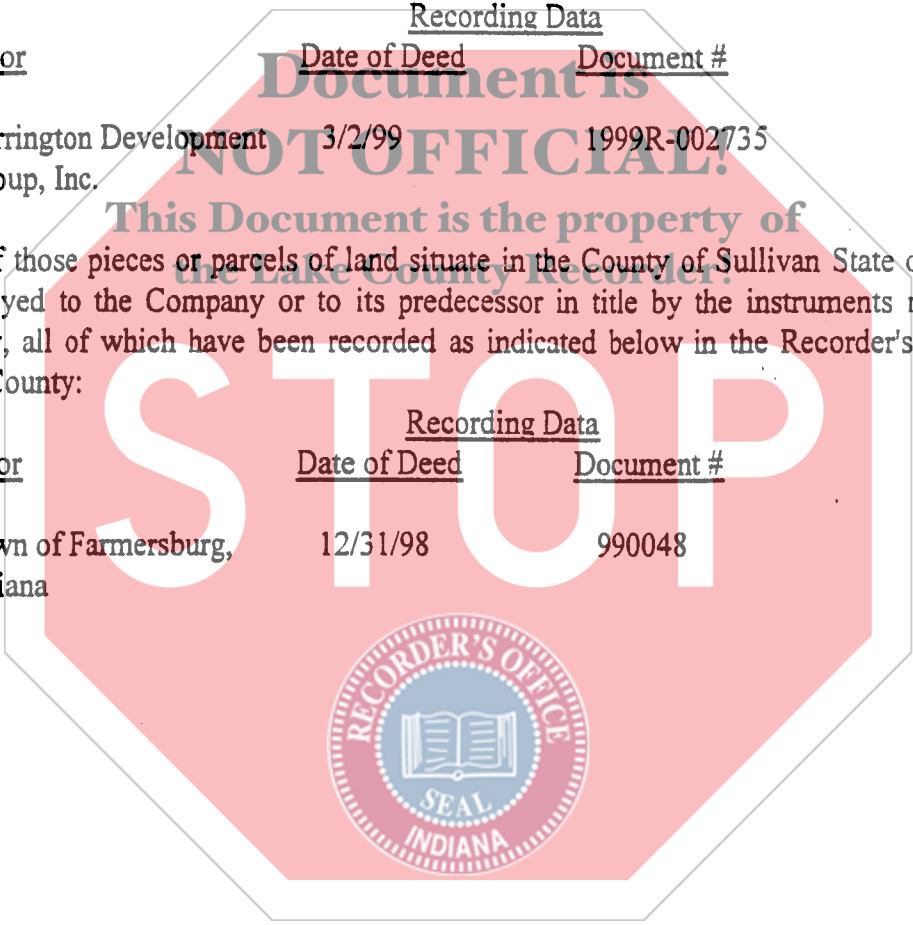 Recording Data
or Date of Deed Document #
Document is
rrington Development 3/2/99 1999R-002735
NOT OFFICIAL!
oup, Inc.
This Document is the property of
f those pieces or parcels of land situate in the County of Sullivan State o
the Lake County Recorder!
yed to the Company or to its predecessor in title by the instruments
, all of which have been recorded as indicated below in the Recorder's
County:
STOP
Recording Data
or Date of Deed Document #
wn of Farmersburg, 12/31/98 990048
iana
RECORDER'S OFFICE
SEAL
INDIANA